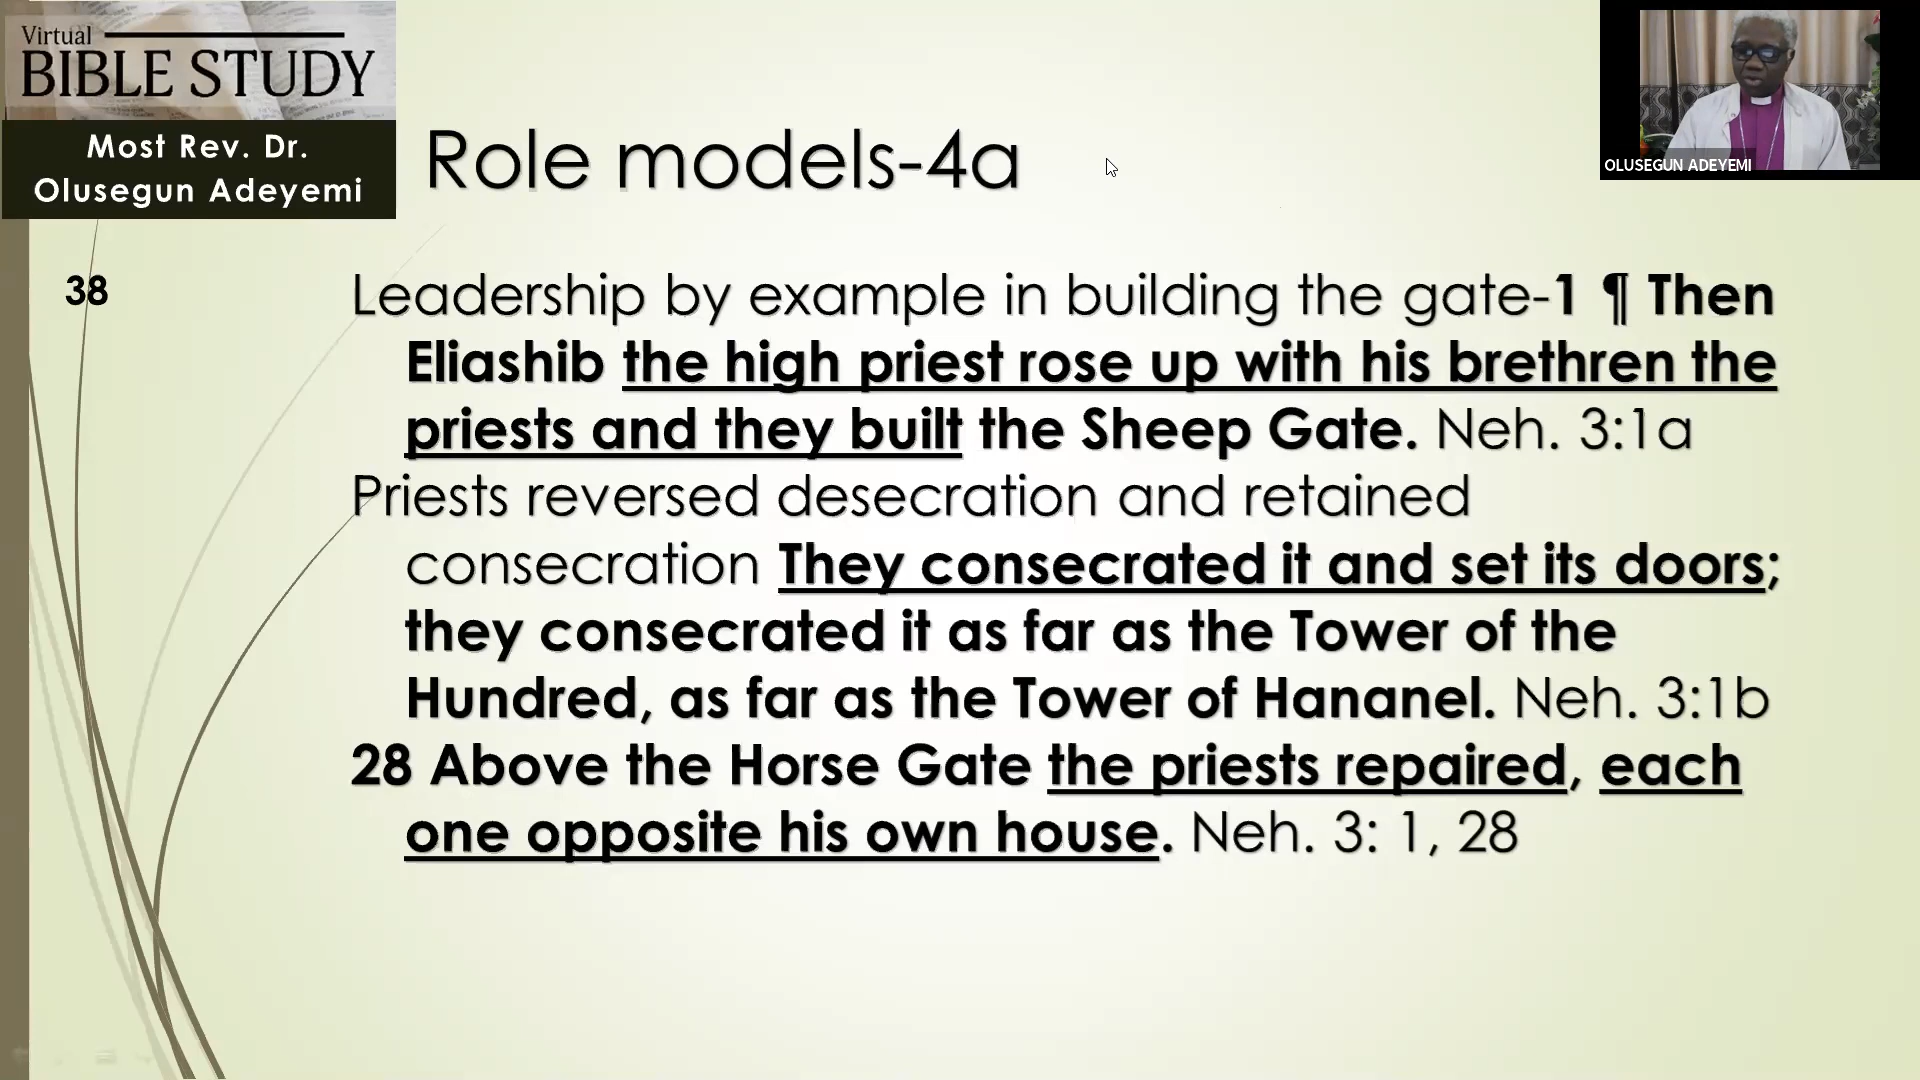 Virtual
BIBLE STUDY
Most Rev. Dr.
Olusegun Adeyemi
Role models-4a
OLUSEGUN ADEYEMI
38
Leadership by example in building the gate-1 ¶ Then
Eliashib the high priest rose up with his brethren the
priests and they built the Sheep Gate. Neh. 3:1a
Priests reversed desecration and retained
consecration They consecrated it and set its doors;
they consecrated it as far as the Tower of the
Hundred, as far as the Tower of Hananel. Neh. 3:1b
28 Above the Horse Gate the priests repaired, each
one opposite his own house. Neh. 3: 1, 28